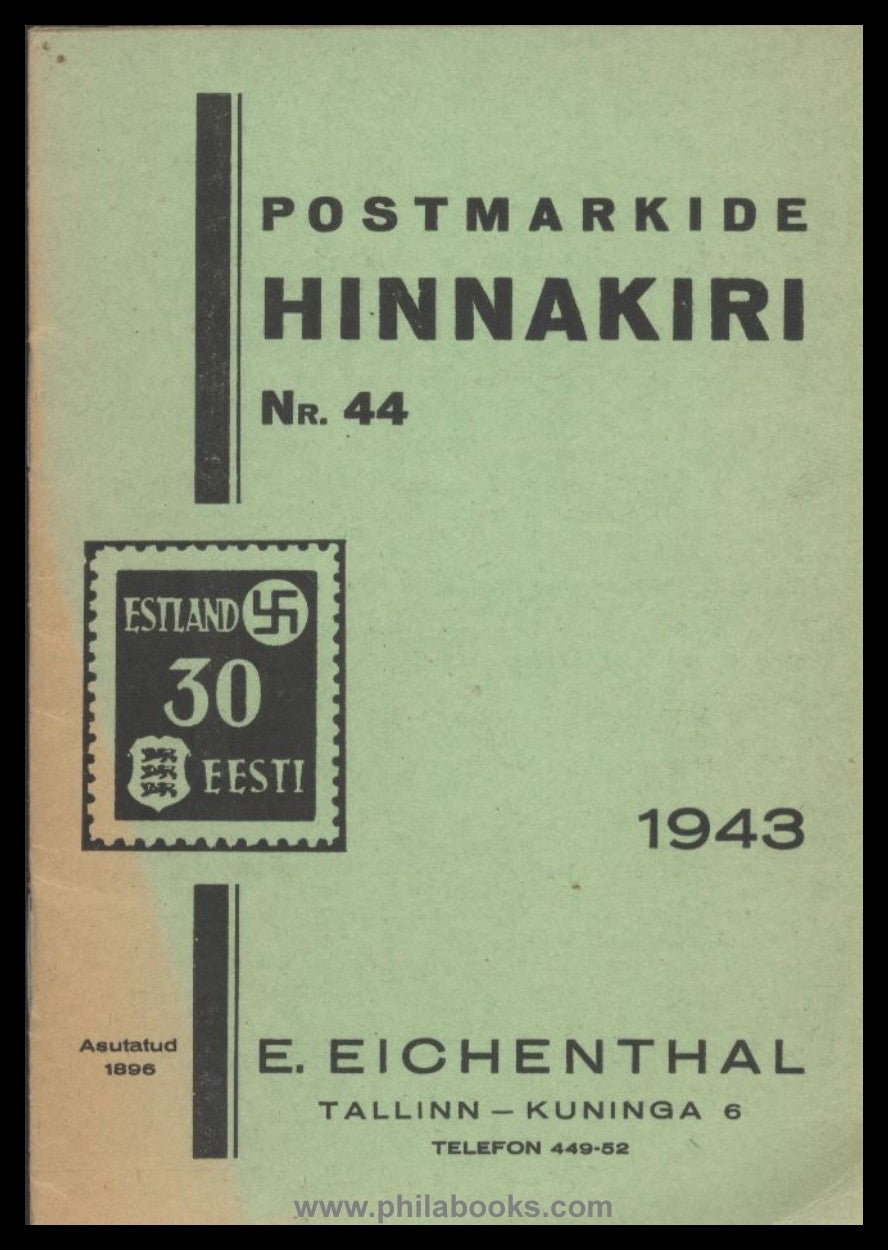 POSTMARKIDE
HINNAKIRI
NR. 44
ESTLAND
30
EESTI
1943
Asutatud
1896
E. EICHENTHAL
TALLINN — KUNINGA 6
TELEFON 449-52
www.philabooks.com